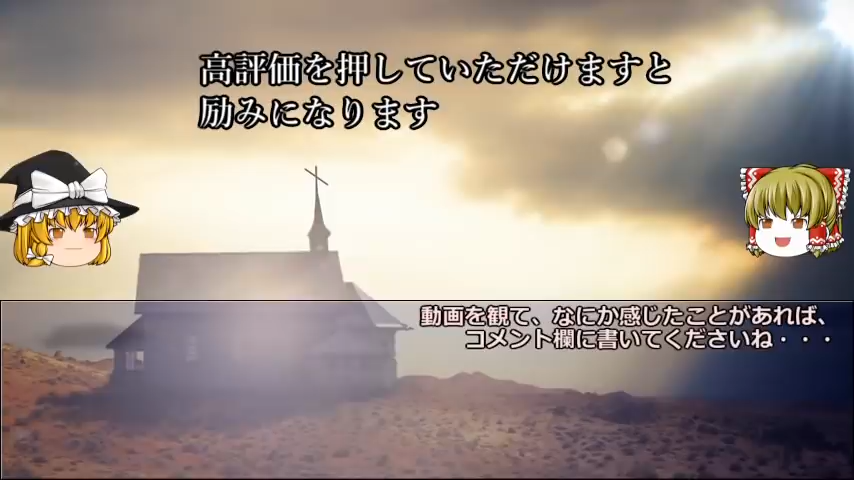 高評価を押していただけますと
励みになります
動画を観て、なにか感じたことがあれば、
コメント欄に書いてくださいね・・・